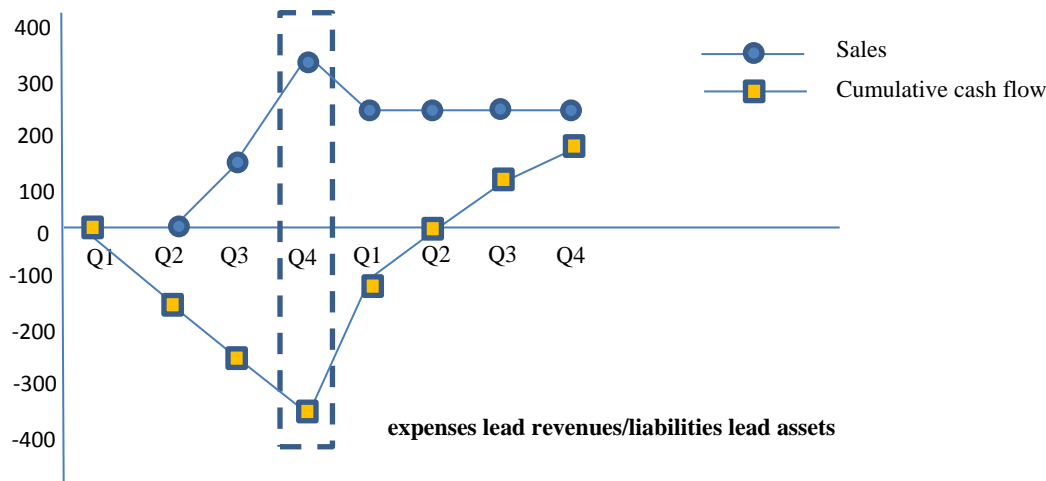 400
300
200
100
0
-100
-200
-300
-400
Q1 Q2 Q3 Q4 Q1 Q2 Q3 Q4
Sales
Cumulative cash flow
expenses lead revenues/liabilities lead assets